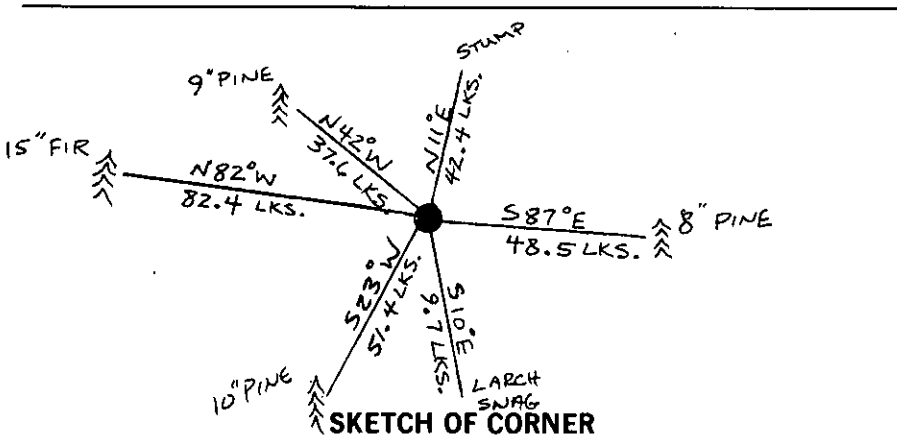 STUMP
N11°E
42.4 LKS.
9" PINE
N42°W
37.6 LKS.
15" FIR
N82°W
82.4 LKS.
S87°E
48.5 LKS.
8" PINE
S23°W
51.4 LKS.
10" PINE
S10°E
9.7 LKS.
LARCH
SNAG
SKETCH OF CORNER